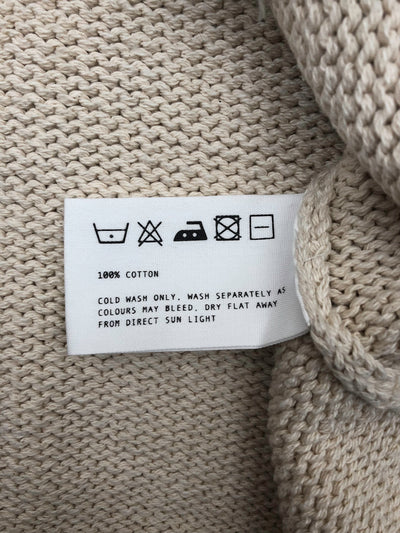 100% COTTON
COLD WASH ONLY, WASH SEPARATELY AS
COLOURS MAY BLEED, DRY FLAT AWAY
FROM DIRECT SUN LIGHT